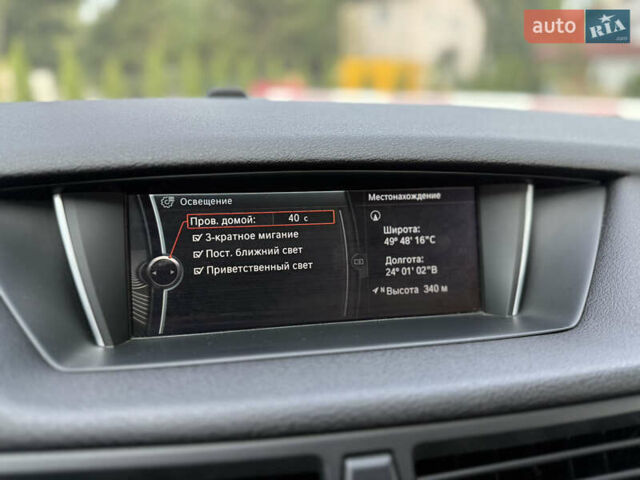 auto RIA.com
Освещение
Пров. домой: 40 с
3-кратное мигание
Пост. ближний свет
Приветственный свет
Местонахождение
Широта:
49° 48' 16"С
Долгота:
24° 01' 02"В
N Высота 340 м